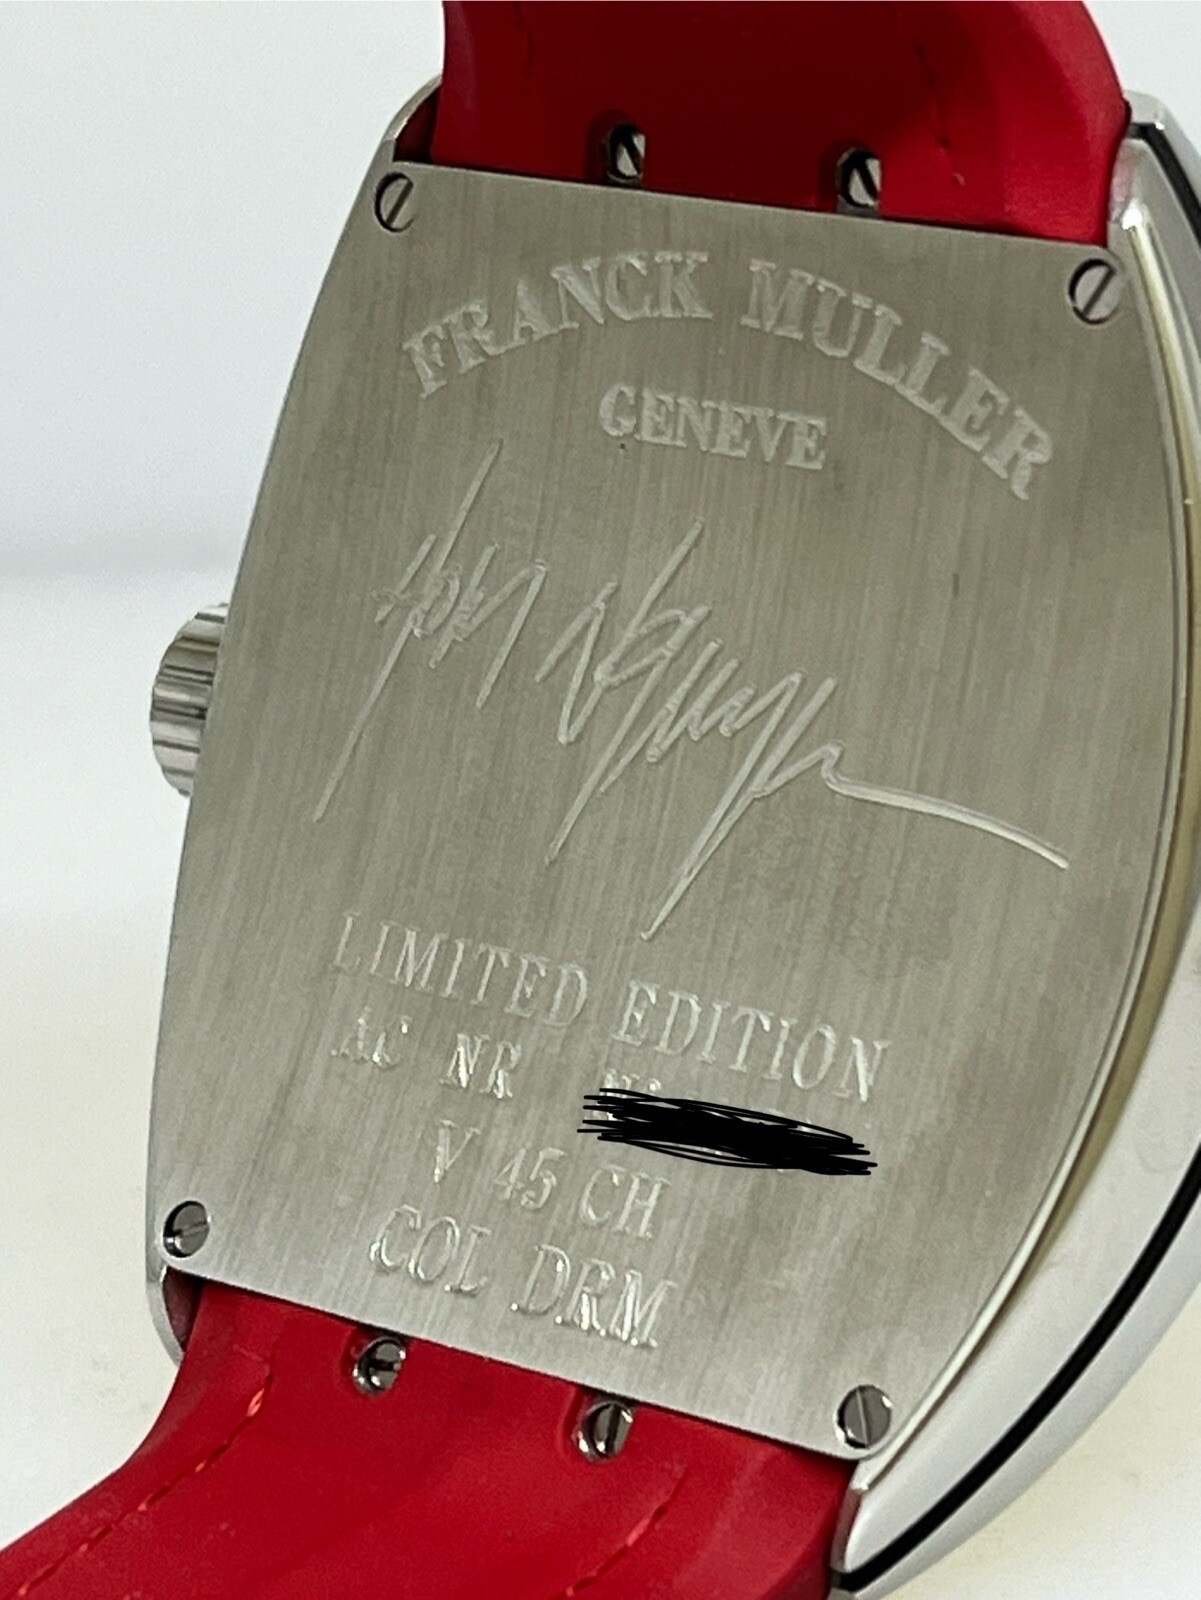 FRANCK MULLER
GENEVE
LIMITED EDITION
AC NR
V 45 CH
COL DRM